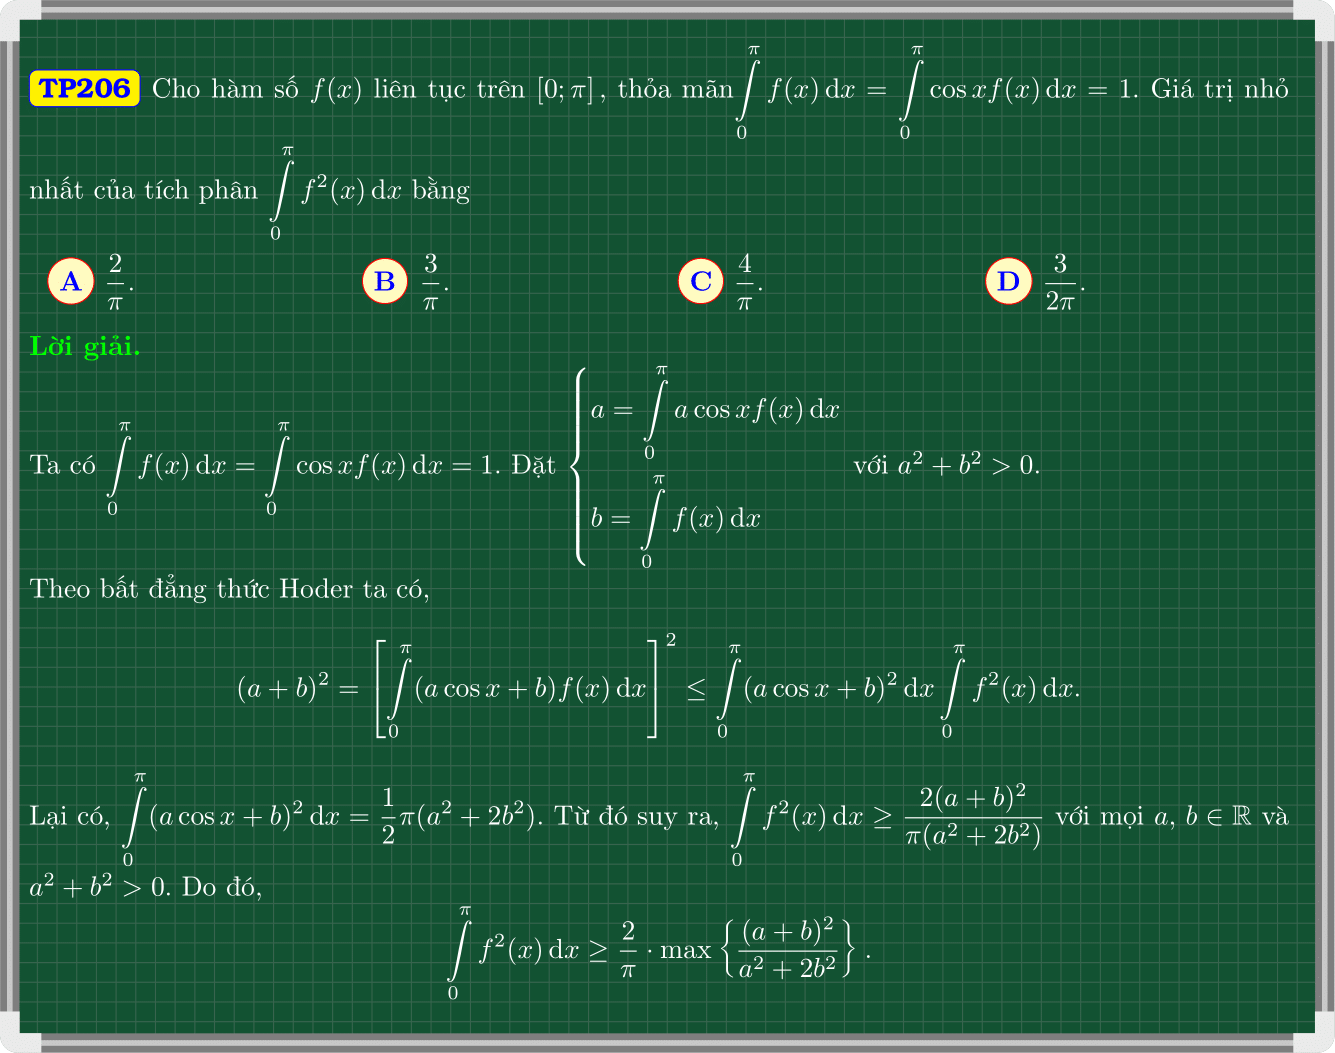 TP206 Cho hàm số $f(x)$ liên tục trên $[0; \pi]$, thỏa mãn $\int\limits_0^\pi f(x)\,\mathrm{d}x = \int\limits_0^\pi \cos x f(x)\,\mathrm{d}x = 1$. Giá trị nhỏ
nhất của tích phân $\int\limits_0^\pi f^2(x)\,\mathrm{d}x$ bằng
A $\frac{2}{\pi}$. B $\frac{3}{\pi}$. C $\frac{4}{\pi}$. D $\frac{3}{2\pi}$.
Lời giải.
Ta có $\int\limits_0^\pi f(x)\,\mathrm{d}x = \int\limits_0^\pi \cos x f(x)\,\mathrm{d}x = 1$. Đặt $\begin{cases} a = \int\limits_0^\pi a\cos x f(x)\,\mathrm{d}x \\ b = \int\limits_0^\pi f(x)\,\mathrm{d}x \end{cases}$ với $a^2 + b^2 > 0$.
Theo bất đẳng thức Hoder ta có,
$(a + b)^2 = \left[\int\limits_0^\pi (a\cos x + b)f(x)\,\mathrm{d}x\right]^2 \leq \int\limits_0^\pi (a\cos x + b)^2\,\mathrm{d}x \int\limits_0^\pi f^2(x)\,\mathrm{d}x.$
Lại có, $\int\limits_0^\pi (a\cos x + b)^2\,\mathrm{d}x = \frac{1}{2}\pi(a^2 + 2b^2)$. Từ đó suy ra, $\int\limits_0^\pi f^2(x)\,\mathrm{d}x \geq \frac{2(a + b)^2}{\pi(a^2 + 2b^2)}$ với mọi $a, b \in \mathbb{R}$ và
$a^2 + b^2 > 0$. Do đó,
$\int\limits_0^\pi f^2(x)\,\mathrm{d}x \geq \frac{2}{\pi} \cdot \max\left\{\frac{(a + b)^2}{a^2 + 2b^2}\right\}.$